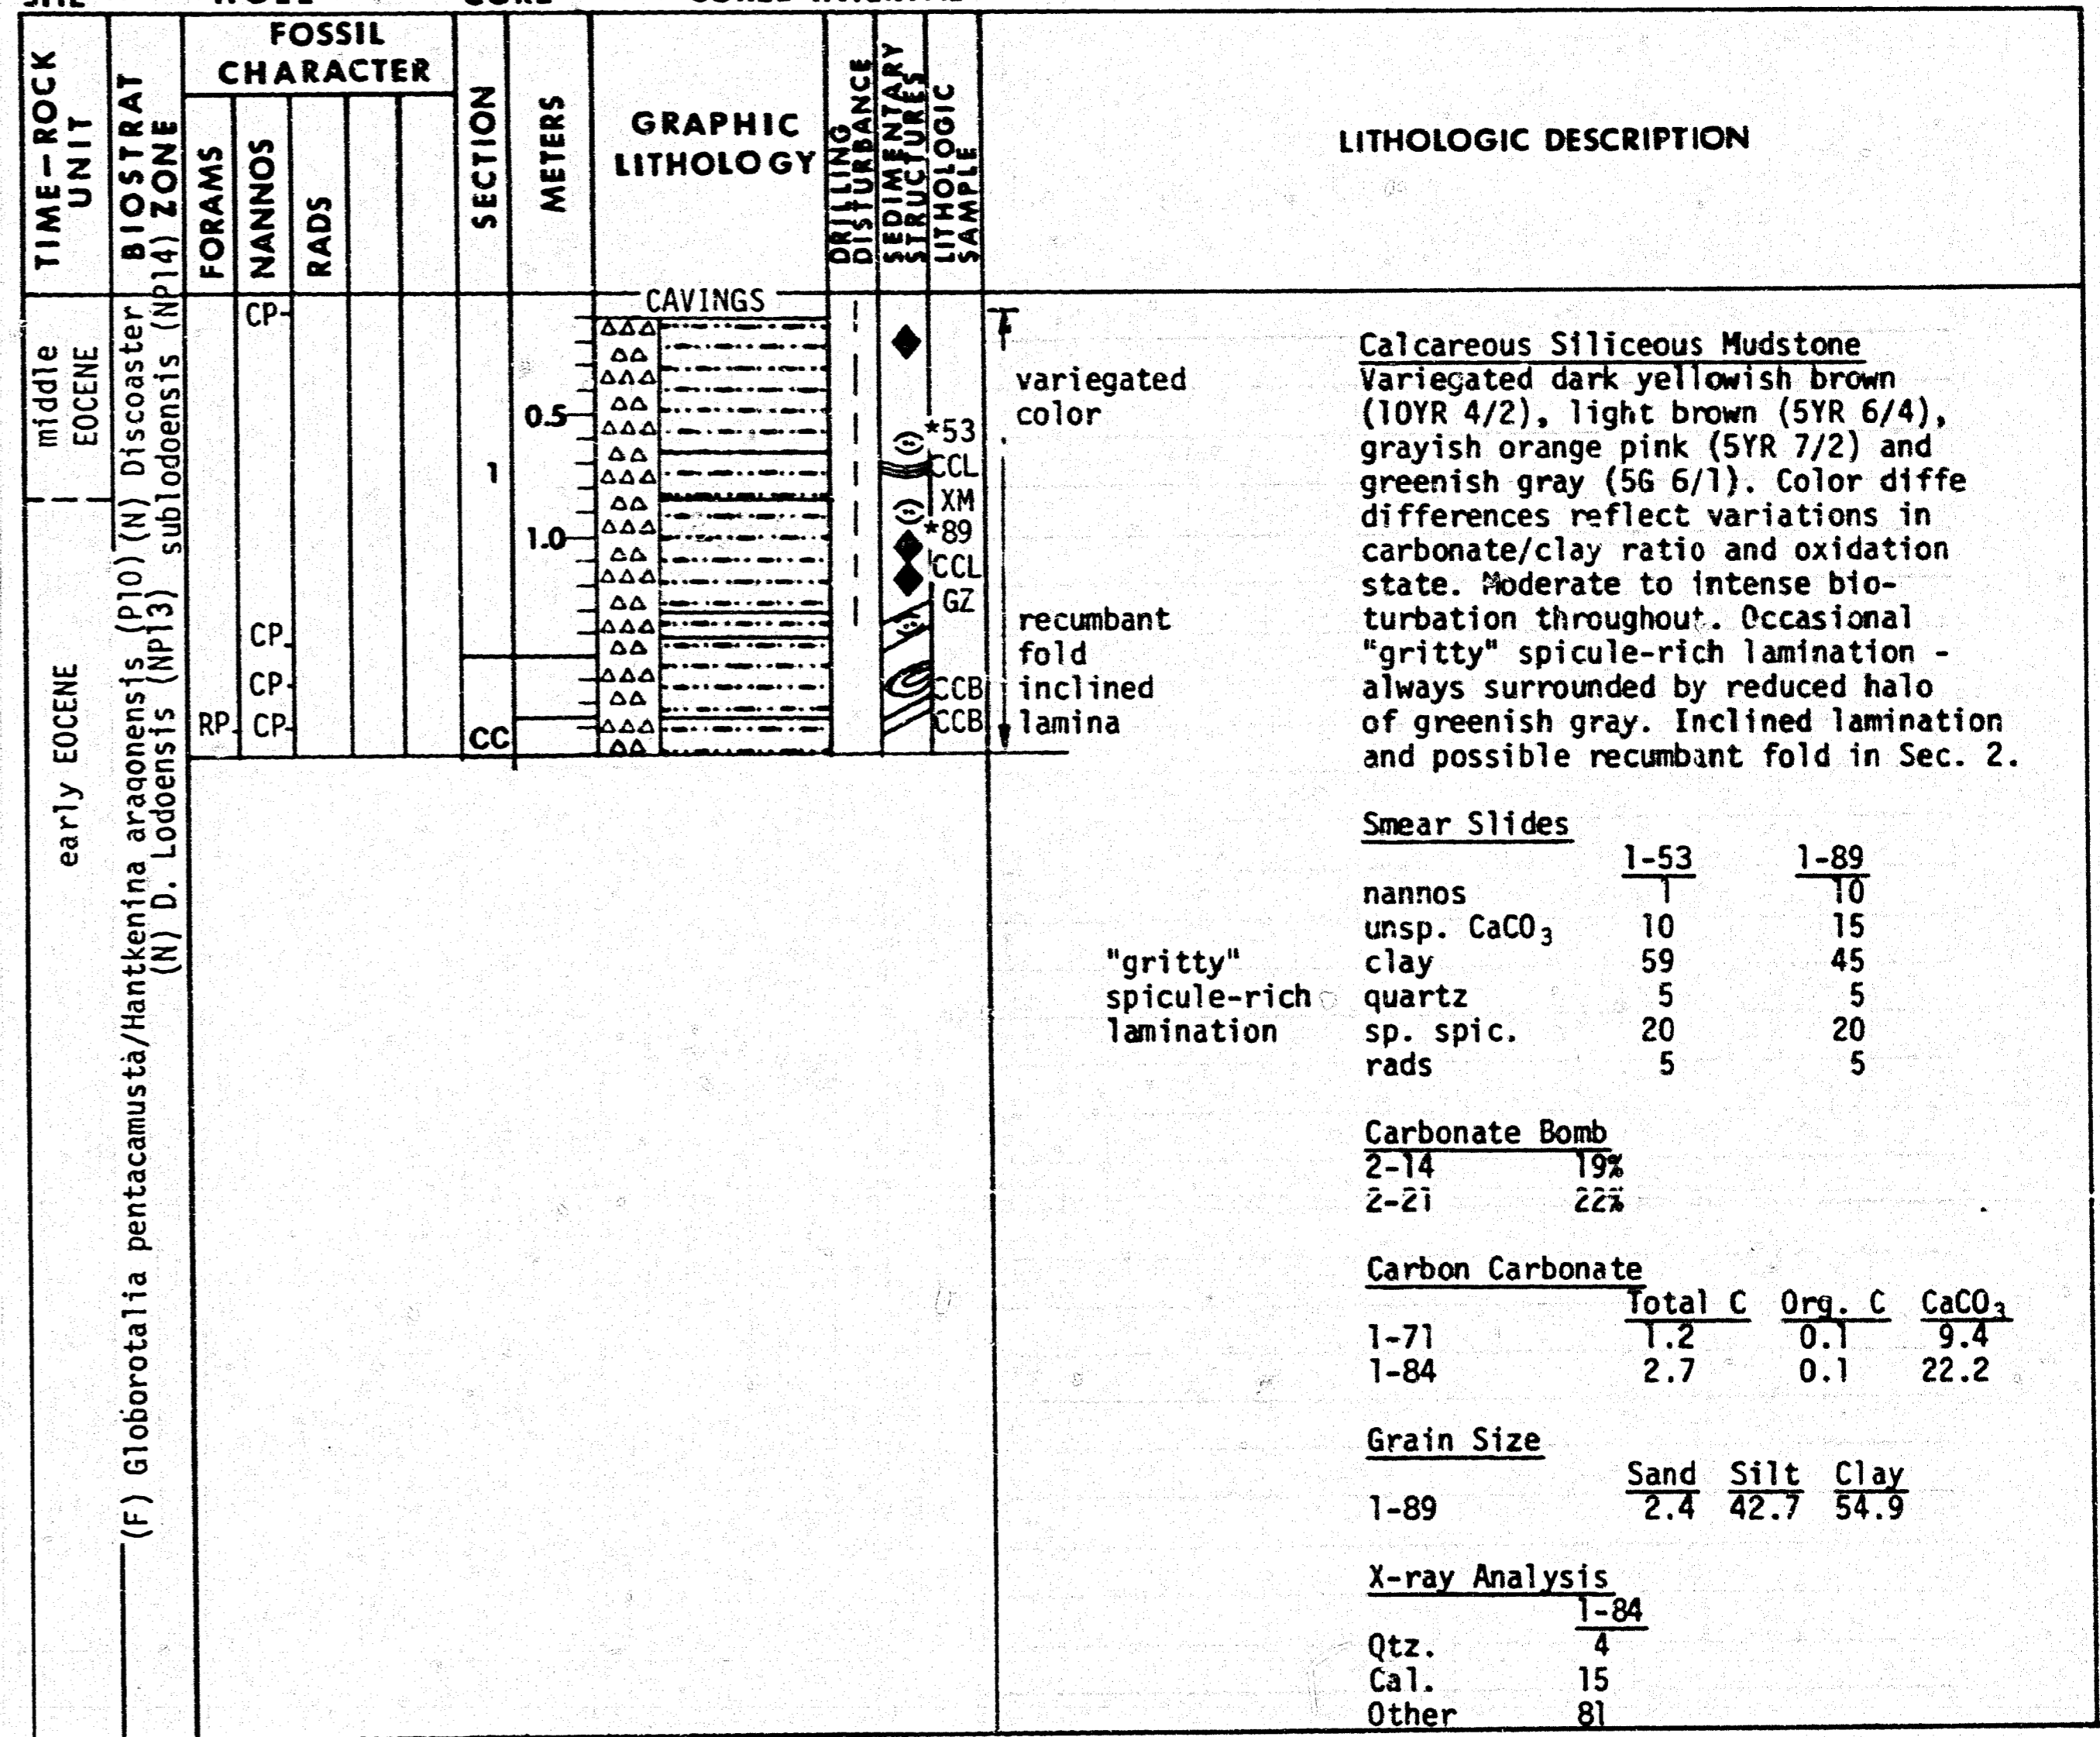 FOSSIL
CHARACTER
TIME-ROCK
UNIT
BIOSTRAT
ZONE
FORAMS
NANNOS
RADS
SECTION
METERS
GRAPHIC
LITHOLOGY
DRILLING
DISTURBANCE
SEDIMENTARY
STRUCTURES
LITHOLOGIC
SAMPLE
LITHOLOGIC DESCRIPTION
middle
EOCENE
early EOCENE
(F) Globorotalia pentacamusta/Hantkenina aragonensis (P10)
(N) Discoaster
sublodoensis (NP14)
(N) D. Lodoensis (NP13)
CP
CP
CP
RP CP
1
CC
0.5
1.0
CAVINGS
*53
CCL
XM
*89
CCL
GZ
CCB
CCB
variegated
color
recumbant
fold
inclined
lamina
Calcareous Siliceous Mudstone
Variegated dark yellowish brown
(10YR 4/2), light brown (5YR 6/4),
grayish orange pink (5YR 7/2) and
greenish gray (5G 6/1). Color diffe
differences reflect variations in
carbonate/clay ratio and oxidation
state. Moderate to intense bio-
turbation throughout. Occasional
"gritty" spicule-rich lamination -
always surrounded by reduced halo
of greenish gray. Inclined lamination
and possible recumbant fold in Sec. 2.
Smear Slides
1-53 1-89
nannos 1 10
unsp. CaCO3 10 15
"gritty"
spicule-rich
lamination
clay 59 45
quartz 5 5
sp. spic. 20 20
rads 5 5
Carbonate Bomb
2-14 19%
2-21 22%
Carbon Carbonate
Total C Org. C CaCO3
1-71 1.2 0.1 9.4
1-84 2.7 0.1 22.2
Grain Size
Sand Silt Clay
1-89 2.4 42.7 54.9
X-ray Analysis
1-84
Qtz. 4
Cal. 15
Other 81